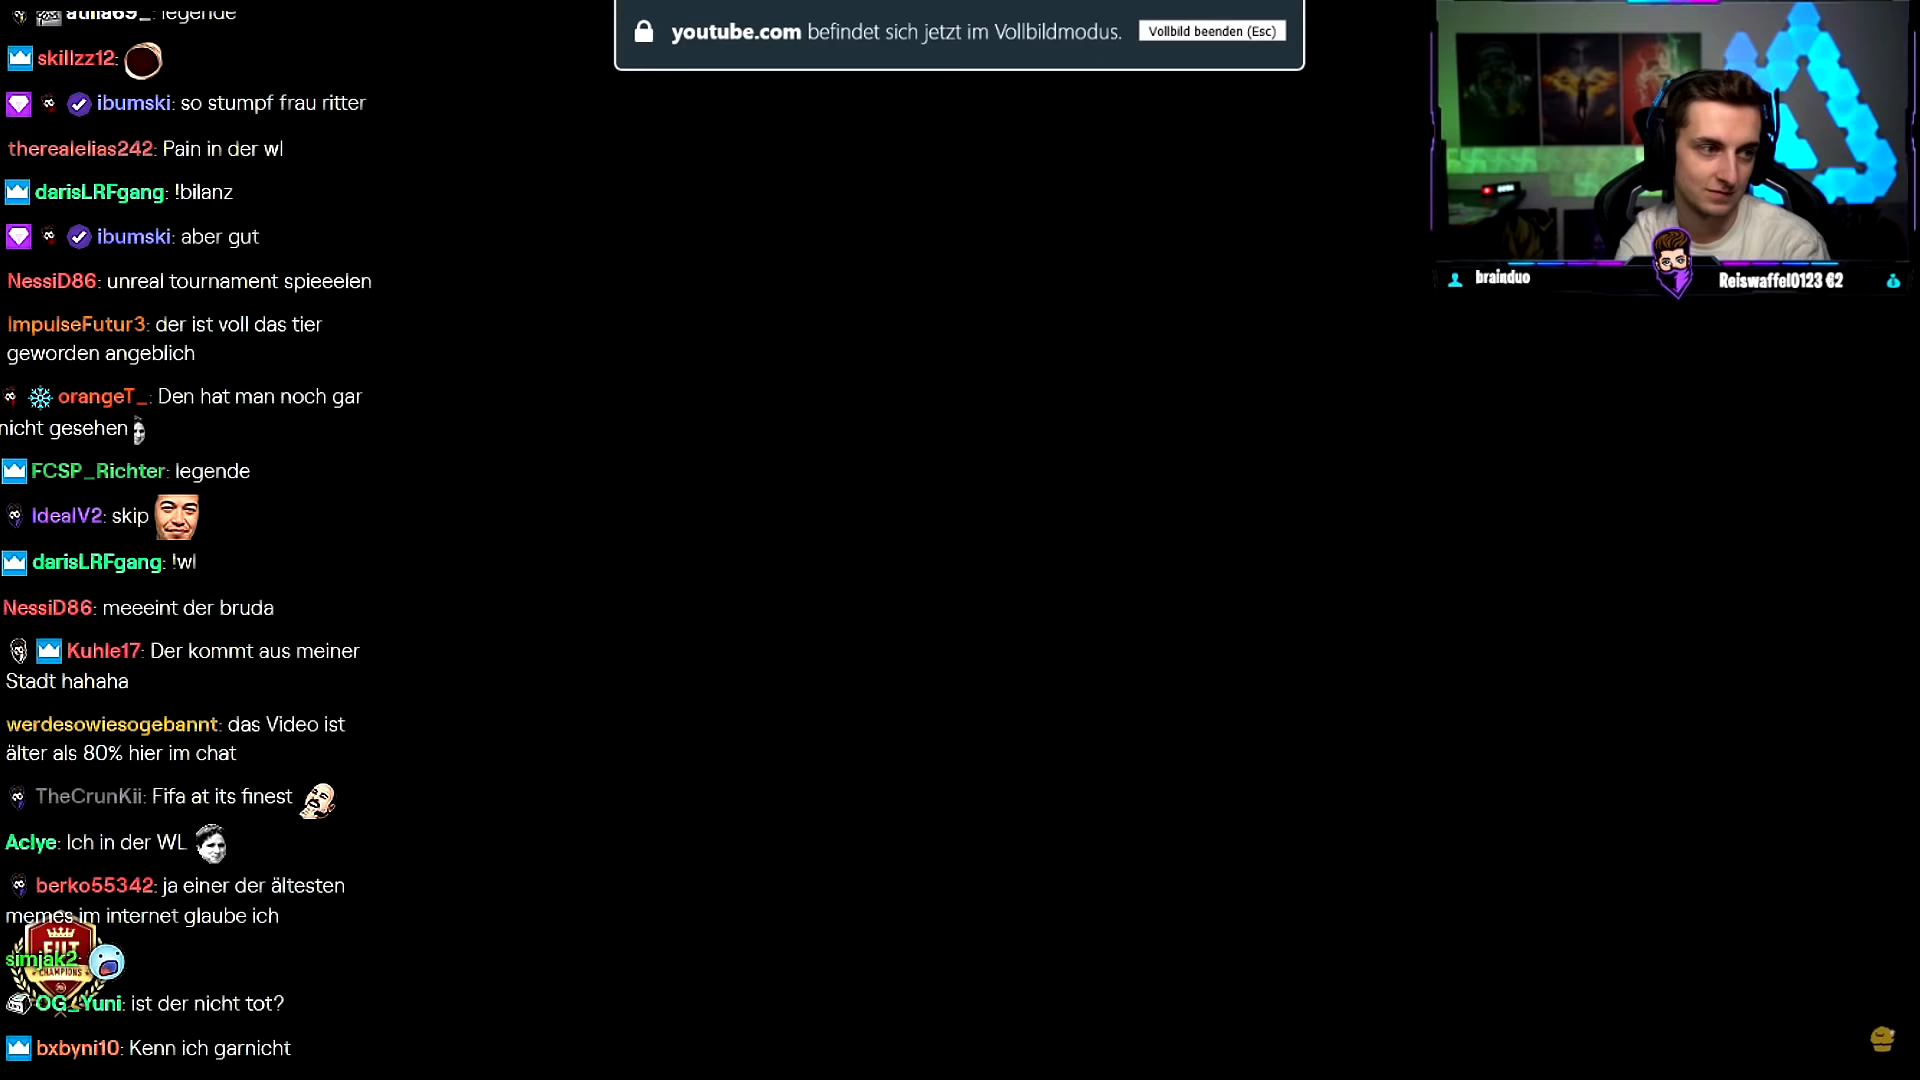 atilla69_: legende
skillzz12:
ibumski: so stumpf frau ritter
therealelias242: Pain in der wl
darisLRFgang: !bilanz
ibumski: aber gut
NessiD86: unreal tournament spieeelen
ImpulseFutur3: der ist voll das tier
geworden angeblich
orangeT_: Den hat man noch gar
nicht gesehen
FCSP_Richter: legende
IdealV2: skip
darisLRFgang: !wl
NessiD86: meeeint der bruda
Kuhle17: Der kommt aus meiner
Stadt hahaha
werdesowiesogebannt: das Video ist
älter als 80% hier im chat
TheCrunKii: Fifa at its finest
Aclye: Ich in der WL
berko55342: ja einer der ältesten
memes im internet glaube ich
FUT
simjak2:
CHAMPIONS
OG_Yuni: ist der nicht tot?
bxbyni10: Kenn ich garnicht
youtube.com befindet sich jetzt im Vollbildmodus. Vollbild beenden (Esc)
brainduo
Reiswaffel0123 €2